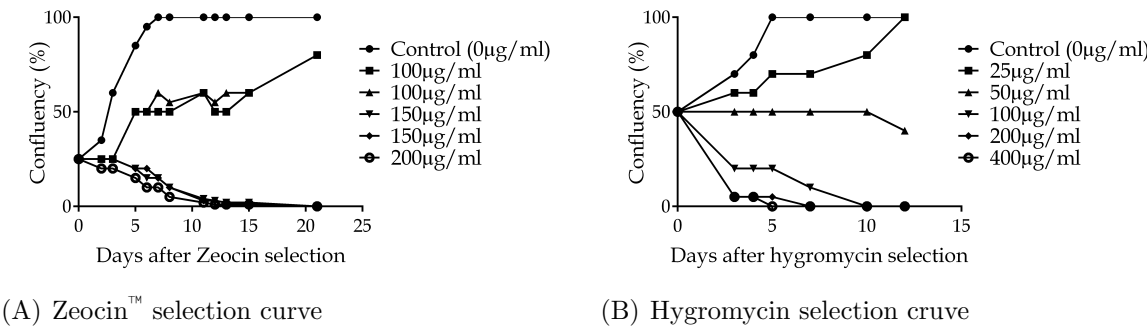 100
50
0
0
5
10
15
20
25
Confluency (%)
Days after Zeocin selection
Control (0µg/ml)
100µg/ml
100µg/ml
150µg/ml
150µg/ml
200µg/ml
(A) Zeocin™ selection curve
100
50
0
0
5
10
15
Confluency (%)
Days after hygromycin selection
Control (0µg/ml)
25µg/ml
50µg/ml
100µg/ml
200µg/ml
400µg/ml
(B) Hygromycin selection cruve